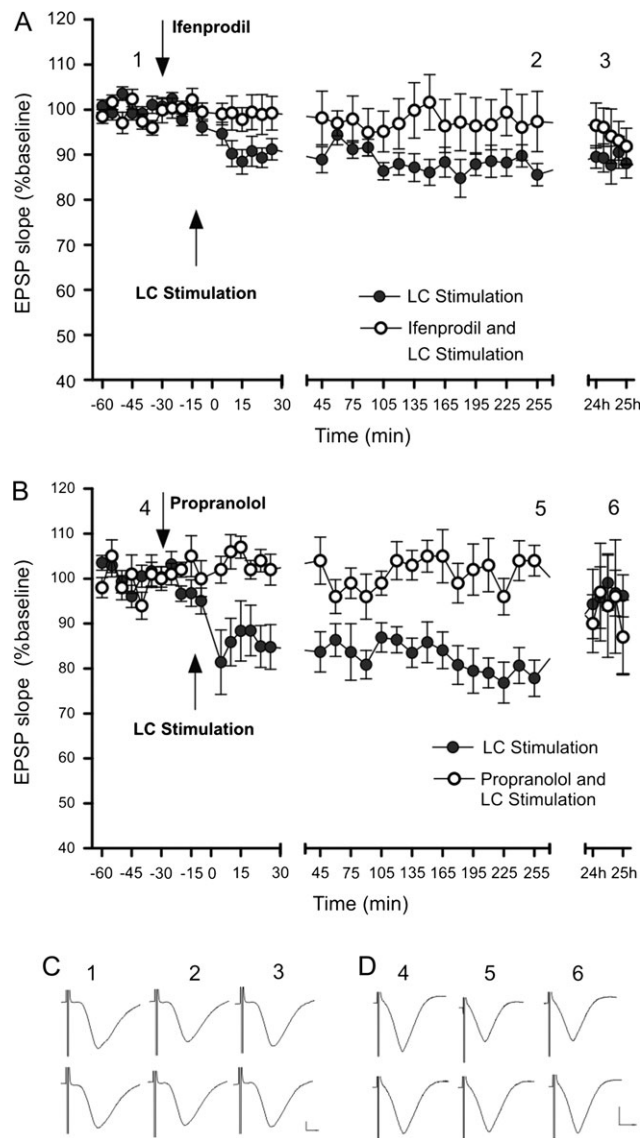 A
Ifenprodil
1
2
3
120
110
100
90
80
70
60
50
40
EPSP slope (%baseline)
LC Stimulation
LC Stimulation
Ifenprodil and
LC Stimulation
-60 -45 -30 -15 0 15 30 45 75 105 135 165 195 225 255 24h 25h
Time (min)
B
4
Propranolol
5
6
120
110
100
90
80
70
60
50
40
EPSP slope (%baseline)
LC Stimulation
LC Stimulation
Propranolol and
LC Stimulation
-60 -45 -30 -15 0 15 30 45 75 105 135 165 195 225 255 24h 25h
Time (min)
C 1 2 3
D 4 5 6